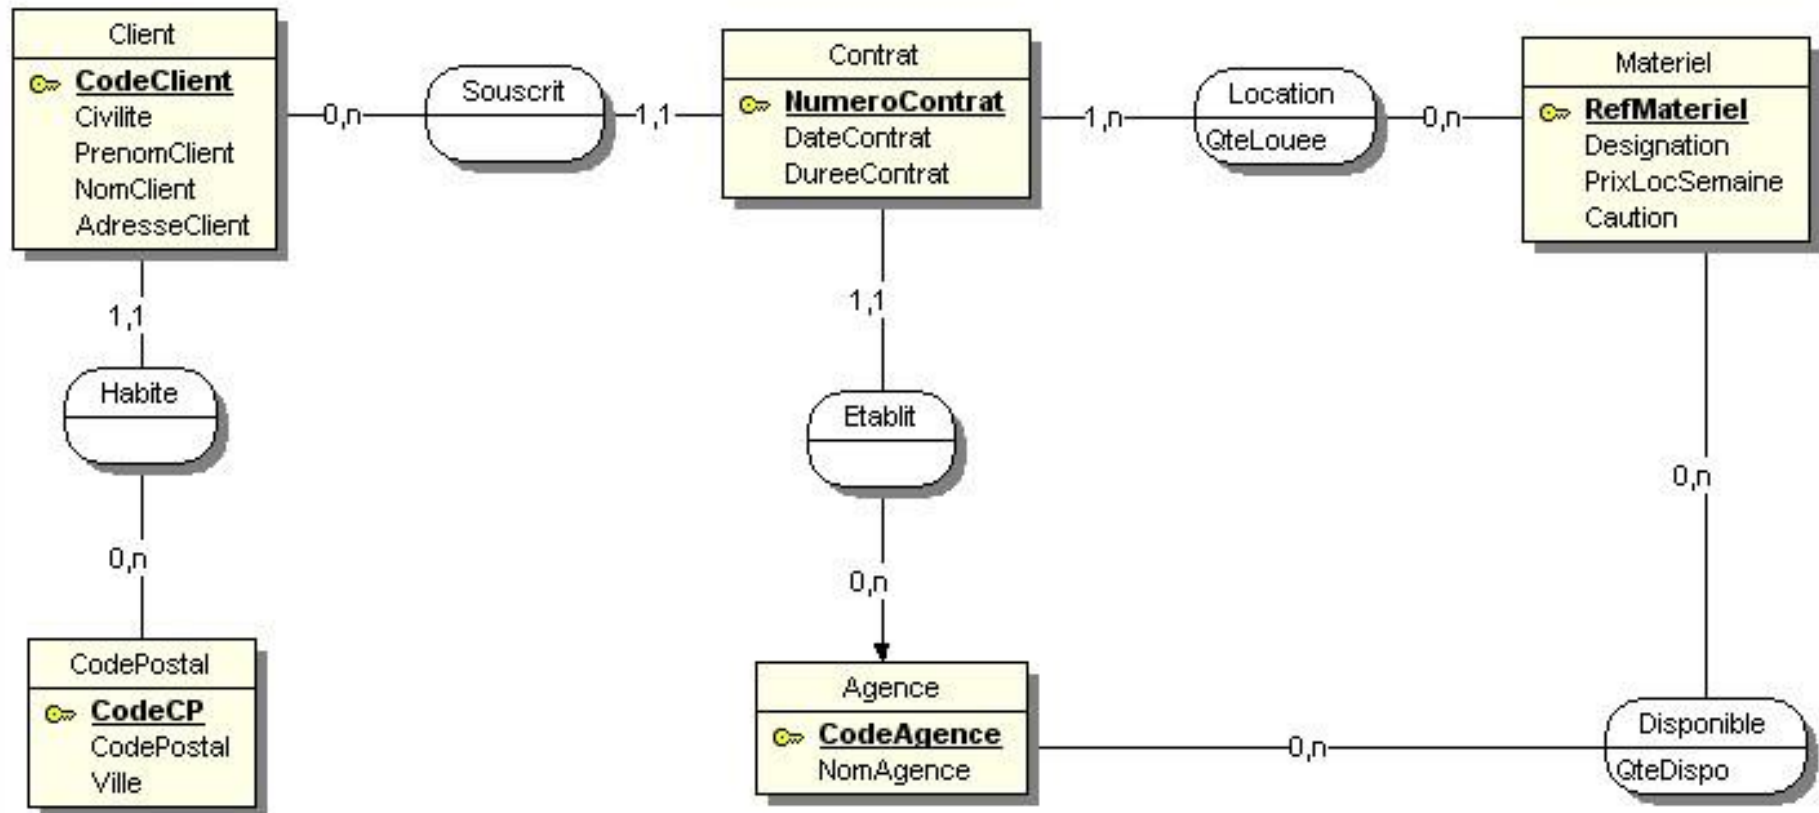 Client
CodeClient
Civilite
PrenomClient
NomClient
AdresseClient
0,n
Souscrit
1,1
Contrat
NumeroContrat
DateContrat
DureeContrat
1,n
Location
QteLouee
0,n
Materiel
RefMateriel
Designation
PrixLocSemaine
Caution
1,1
Habite
0,n
CodePostal
CodeCP
CodePostal
Ville
1,1
Etablit
0,n
Agence
CodeAgence
NomAgence
0,n
0,n
Disponible
QteDispo